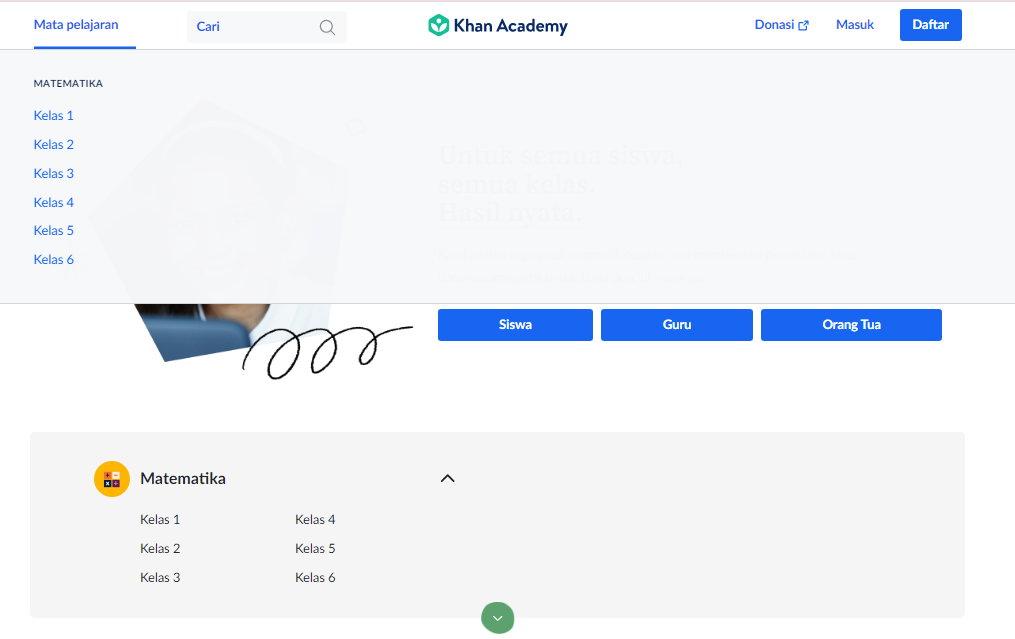 Mata pelajaran
Cari
Khan Academy
Donasi
Masuk
Daftar
MATEMATIKA
Kelas 1
Kelas 2
Kelas 3
Kelas 4
Kelas 5
Kelas 6
Untuk semua siswa,
semua kelas.
Hasil nyata.
Siswa
Guru
Orang Tua
Matematika
Kelas 1
Kelas 4
Kelas 2
Kelas 5
Kelas 3
Kelas 6